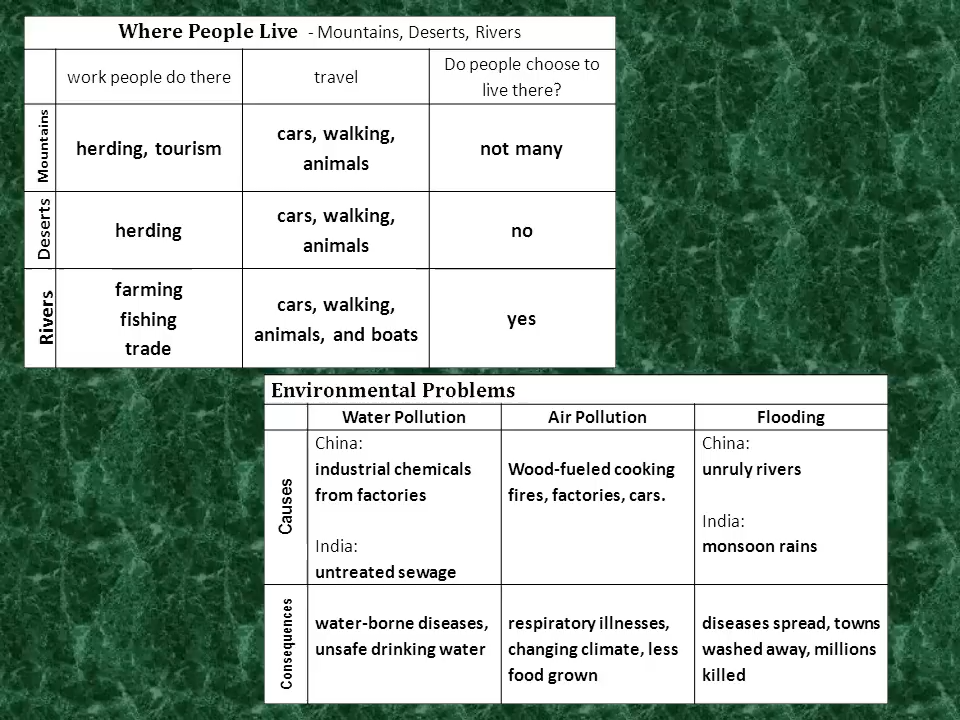 Where People Live - Mountains, Deserts, Rivers
work people do there
travel
Do people choose to
live there?
Mountains
herding, tourism
cars, walking,
animals
not many
Deserts
herding
cars, walking,
animals
no
Rivers
farming
fishing
trade
cars, walking,
animals, and boats
yes
Environmental Problems
Water Pollution
Air Pollution
Flooding
Causes
China:
industrial chemicals
from factories
India:
untreated sewage
Wood-fueled cooking
fires, factories, cars.
China:
unruly rivers
India:
monsoon rains
Consequences
water-borne diseases,
unsafe drinking water
respiratory illnesses,
changing climate, less
food grown
diseases spread, towns
washed away, millions
killed